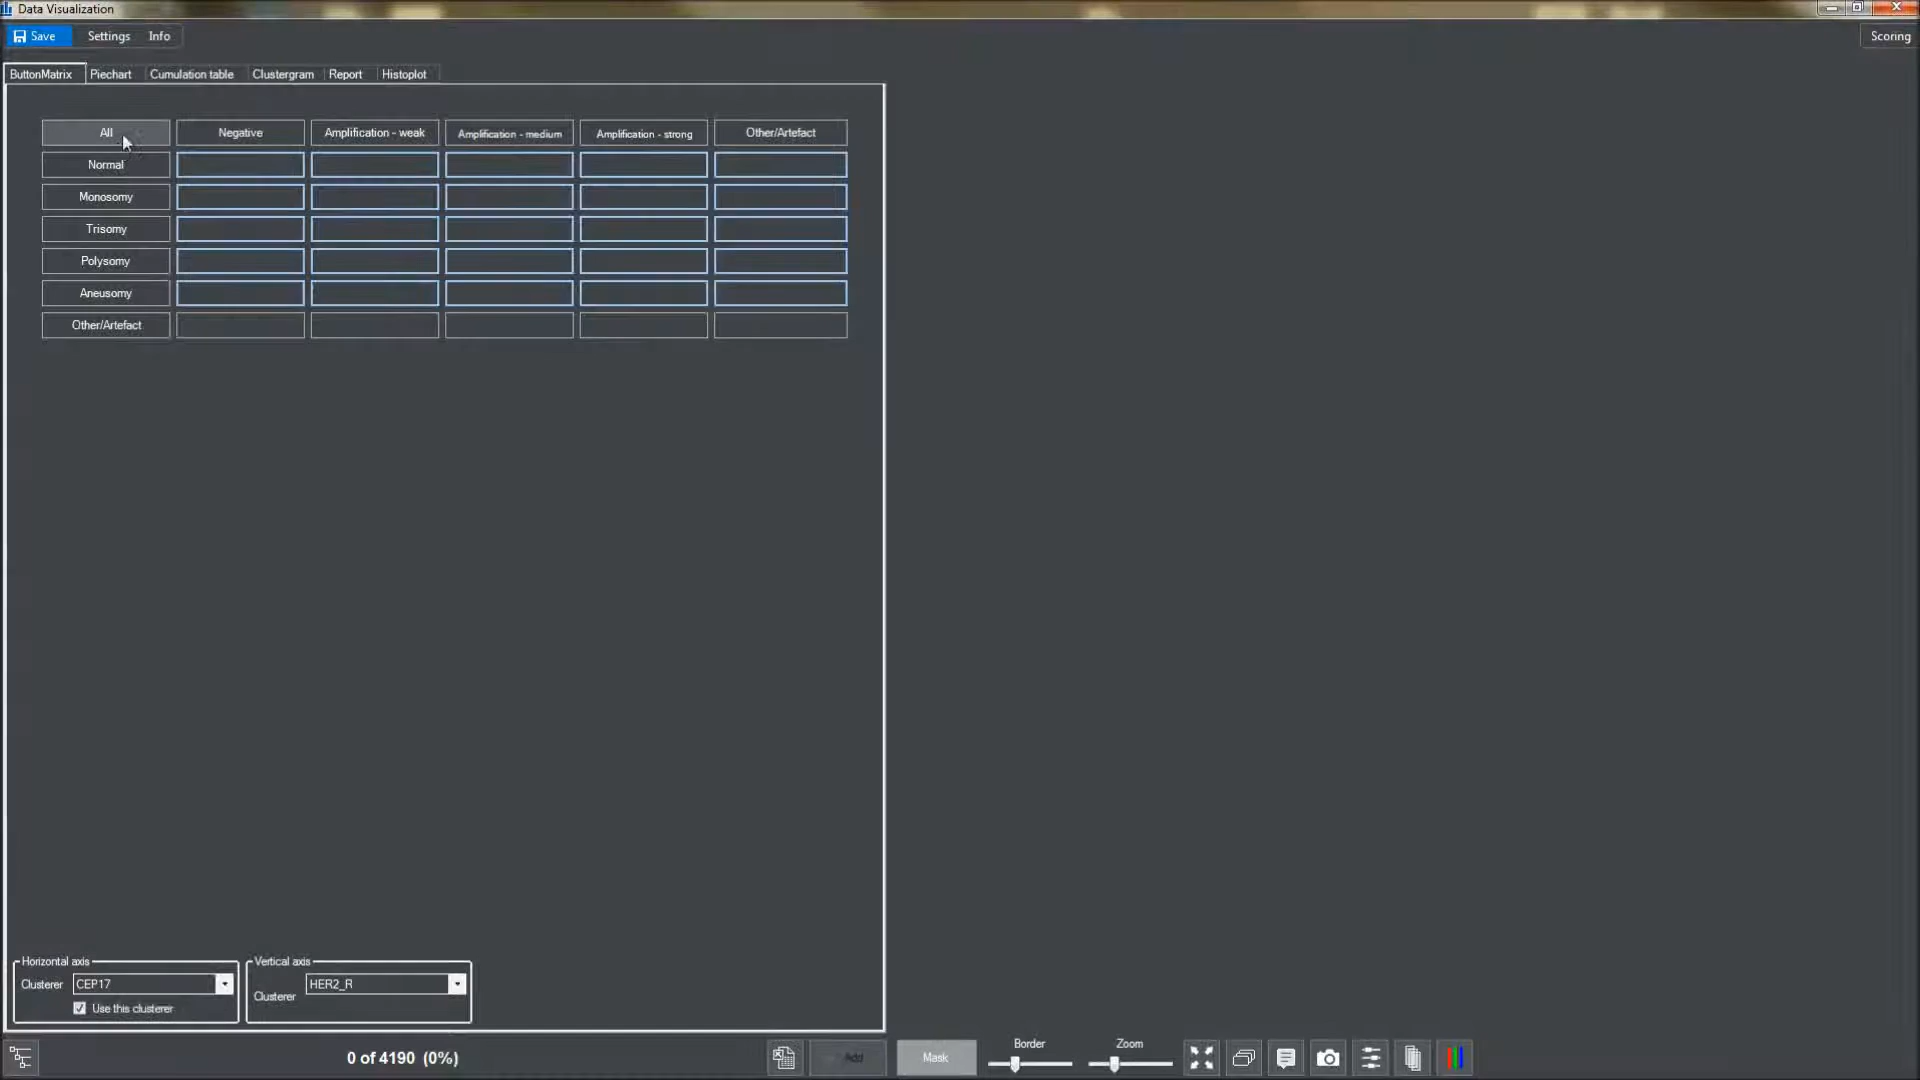 Data Visualization
Save Settings Info Scoring
ButtonMatrix Piechart Cumulation table Clustergram Report Histoplot
All Negative Amplification - weak Amplification - medium Amplification - strong Other/Artefact
Normal
Monosomy
Trisomy
Polysomy
Aneusomy
Other/Artefact
Horizontal axis Vertical axis
Clusterer CEP17 Clusterer HER2_R
Use this clusterer
0 of 4190 (0%) Add Mask Border Zoom